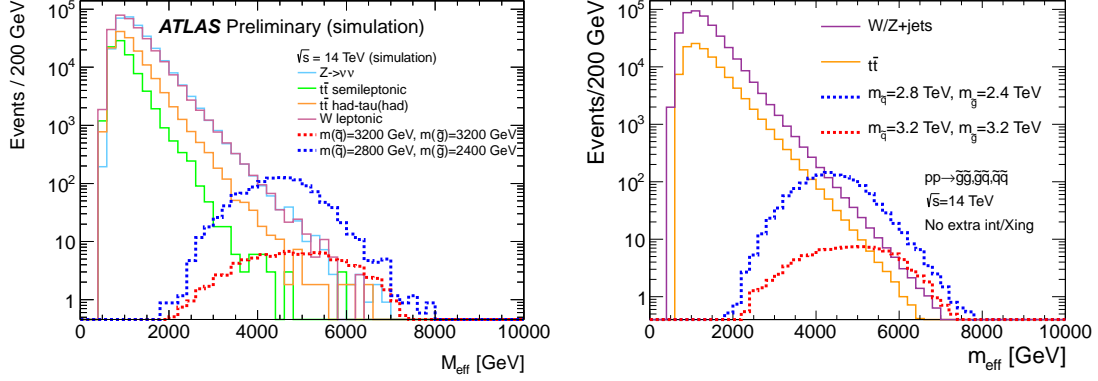 ATLAS Preliminary (simulation)
√s = 14 TeV (simulation)
Z->νν
tt̄ semileptonic
tt̄ had-tau(had)
W leptonic
m(q̃)=3200 GeV, m(g̃)=3200 GeV
m(q̃)=2800 GeV, m(g̃)=2400 GeV
Events / 200 GeV
10⁵
10⁴
10³
10²
10
1
0 2000 4000 6000 8000 10000
M_eff [GeV]
W/Z+jets
tt̄
m_q̃=2.8 TeV, m_g̃=2.4 TeV
m_q̃=3.2 TeV, m_g̃=3.2 TeV
pp→g̃g̃,g̃q̃,q̃q̃
√s=14 TeV
No extra int/Xing
Events/200 GeV
10⁵
10⁴
10³
10²
10
1
0 2000 4000 6000 8000 10000
m_eff [GeV]